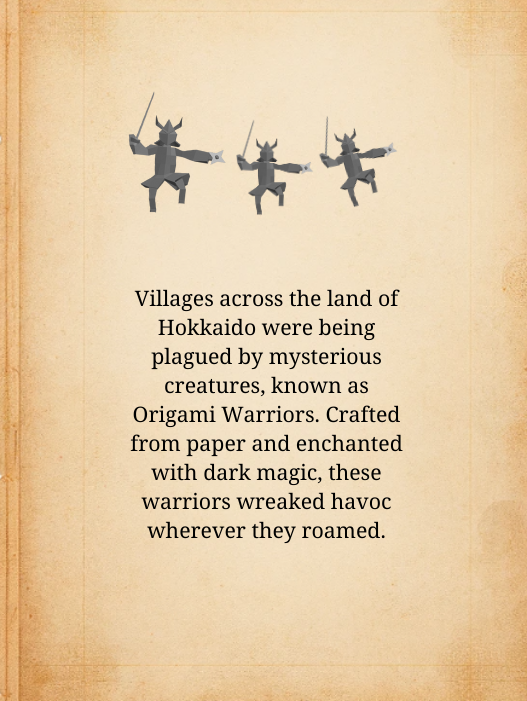 Villages across the land of
Hokkaido were being
plagued by mysterious
creatures, known as
Origami Warriors. Crafted
from paper and enchanted
with dark magic, these
warriors wreaked havoc
wherever they roamed.